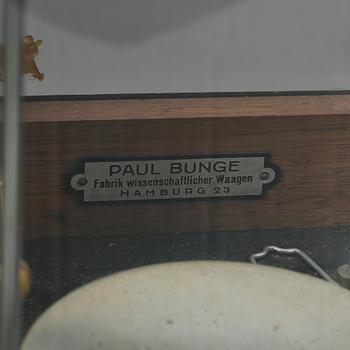 PAUL BUNGE
Fabrik wissenschaftlicher Waagen
HAMBURG 23